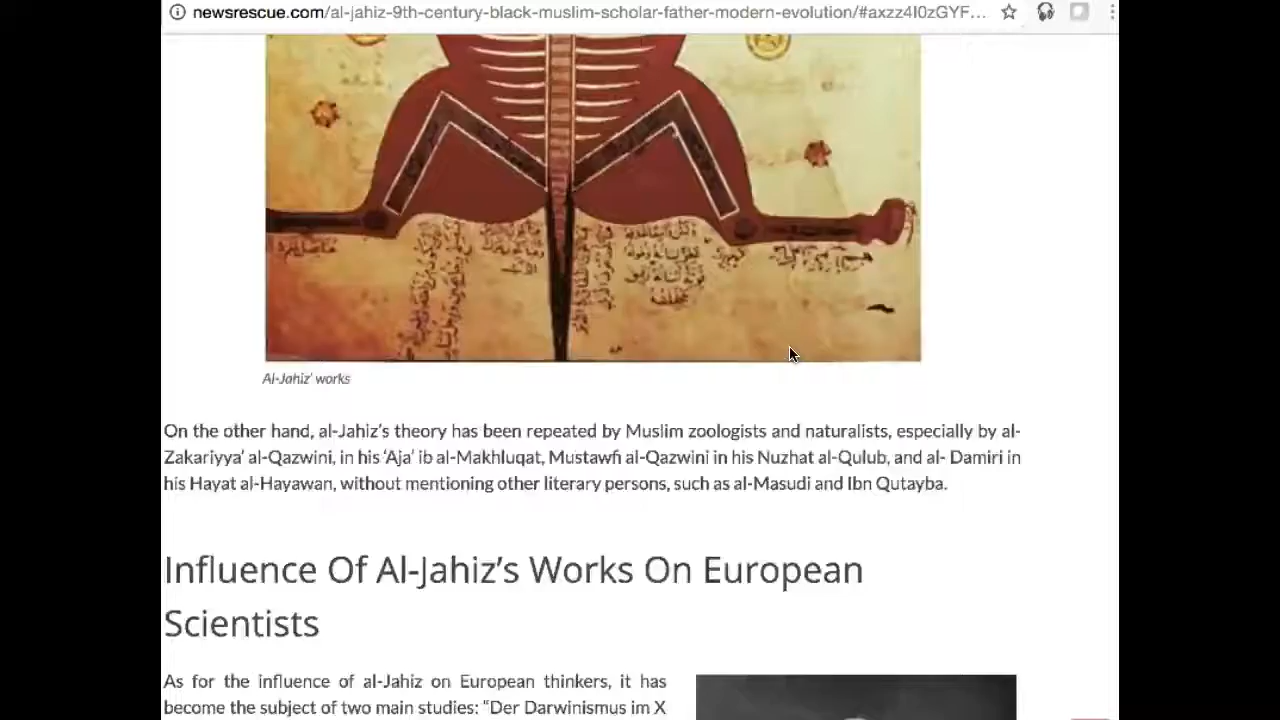 newsrescue.com/al-jahiz-9th-century-black-muslim-scholar-father-modern-evolution/#axzz4I0zGYF...
Al-Jahiz' works
On the other hand, al-Jahiz's theory has been repeated by Muslim zoologists and naturalists, especially by al-
Zakariyya' al-Qazwini, in his 'Aja' ib al-Makhluqat, Mustawfi al-Qazwini in his Nuzhat al-Qulub, and al- Damiri in
his Hayat al-Hayawan, without mentioning other literary persons, such as al-Masudi and Ibn Qutayba.
Influence Of Al-Jahiz's Works On European
Scientists
As for the influence of al-Jahiz on European thinkers, it has
become the subject of two main studies: "Der Darwinismus im X